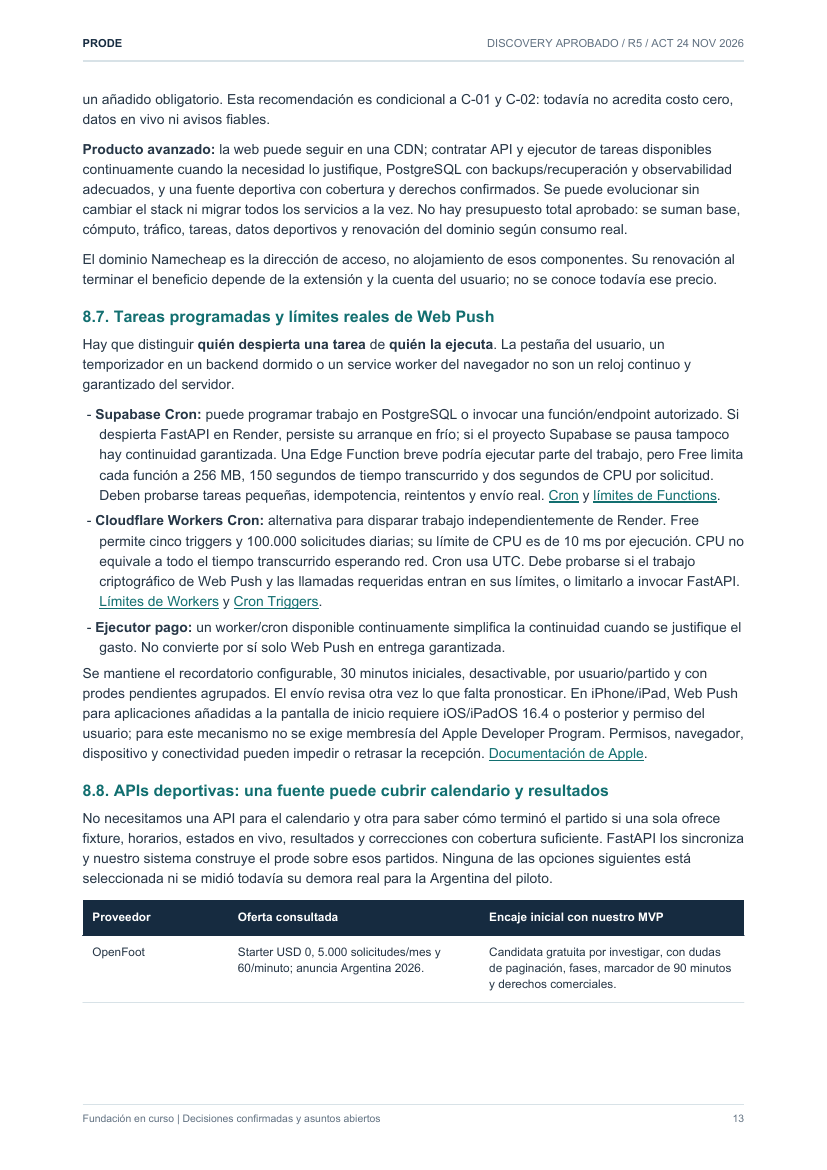 PRODE
DISCOVERY APROBADO / R5 / ACT 24 NOV 2026
un añadido obligatorio. Esta recomendación es condicional a C-01 y C-02: todavía no acredita costo cero,
datos en vivo ni avisos fiables.
Producto avanzado: la web puede seguir en una CDN; contratar API y ejecutor de tareas disponibles
continuamente cuando la necesidad lo justifique, PostgreSQL con backups/recuperación y observabilidad
adecuados, y una fuente deportiva con cobertura y derechos confirmados. Se puede evolucionar sin
cambiar el stack ni migrar todos los servicios a la vez. No hay presupuesto total aprobado: se suman base,
cómputo, tráfico, tareas, datos deportivos y renovación del dominio según consumo real.
El dominio Namecheap es la dirección de acceso, no alojamiento de esos componentes. Su renovación al
terminar el beneficio depende de la extensión y la cuenta del usuario; no se conoce todavía ese precio.
8.7. Tareas programadas y límites reales de Web Push
Hay que distinguir quién despierta una tarea de quién la ejecuta. La pestaña del usuario, un
temporizador en un backend dormido o un service worker del navegador no son un reloj continuo y
garantizado del servidor.
- Supabase Cron: puede programar trabajo en PostgreSQL o invocar una función/endpoint autorizado. Si
despierta FastAPI en Render, persiste su arranque en frío; si el proyecto Supabase se pausa tampoco
hay continuidad garantizada. Una Edge Function breve podría ejecutar parte del trabajo, pero Free limita
cada función a 256 MB, 150 segundos de tiempo transcurrido y dos segundos de CPU por solicitud.
Deben probarse tareas pequeñas, idempotencia, reintentos y envío real. Cron y límites de Functions.
- Cloudflare Workers Cron: alternativa para disparar trabajo independientemente de Render. Free
permite cinco triggers y 100.000 solicitudes diarias; su límite de CPU es de 10 ms por ejecución. CPU no
equivale a todo el tiempo transcurrido esperando red. Cron usa UTC. Debe probarse si el trabajo
criptográfico de Web Push y las llamadas requeridas entran en sus límites, o limitarlo a invocar FastAPI.
Límites de Workers y Cron Triggers.
- Ejecutor pago: un worker/cron disponible continuamente simplifica la continuidad cuando se justifique el
gasto. No convierte por sí solo Web Push en entrega garantizada.
Se mantiene el recordatorio configurable, 30 minutos iniciales, desactivable, por usuario/partido y con
prodes pendientes agrupados. El envío revisa otra vez lo que falta pronosticar. En iPhone/iPad, Web Push
para aplicaciones añadidas a la pantalla de inicio requiere iOS/iPadOS 16.4 o posterior y permiso del
usuario; para este mecanismo no se exige membresía del Apple Developer Program. Permisos, navegador,
dispositivo y conectividad pueden impedir o retrasar la recepción. Documentación de Apple.
8.8. APIs deportivas: una fuente puede cubrir calendario y resultados
No necesitamos una API para el calendario y otra para saber cómo terminó el partido si una sola ofrece
fixture, horarios, estados en vivo, resultados y correcciones con cobertura suficiente. FastAPI los sincroniza
y nuestro sistema construye el prode sobre esos partidos. Ninguna de las opciones siguientes está
seleccionada ni se midió todavía su demora real para la Argentina del piloto.
Proveedor
Oferta consultada
Encaje inicial con nuestro MVP
OpenFoot
Starter USD 0, 5.000 solicitudes/mes y
60/minuto; anuncia Argentina 2026.
Candidata gratuita por investigar, con dudas
de paginación, fases, marcador de 90 minutos
y derechos comerciales.
Fundación en curso | Decisiones confirmadas y asuntos abiertos
13